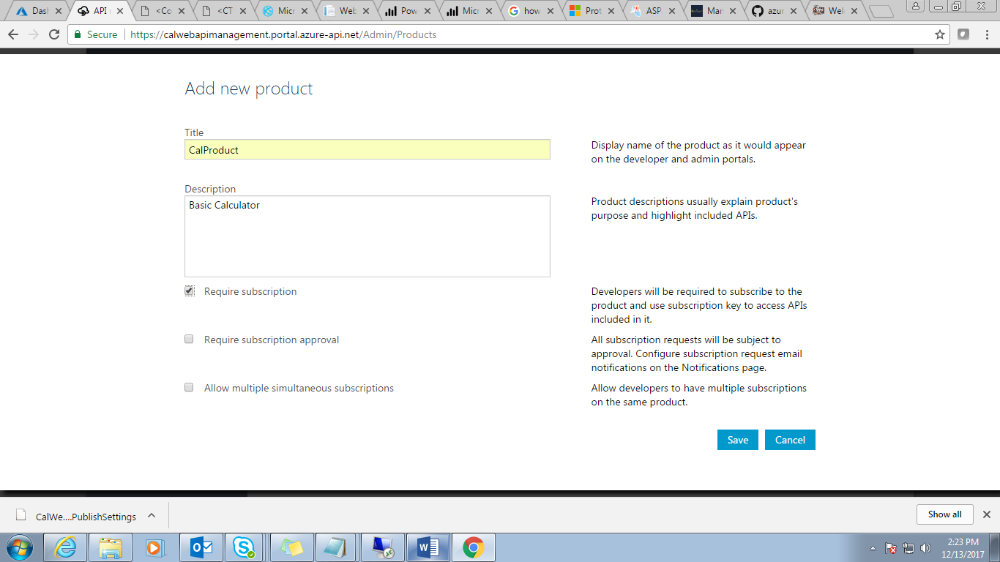 Dash
API
<Co
<CT
Micr
Web
Pow
Micr
how
Prot
ASP
Man
azur
Wel
Secure
https://calwebapimanagement.portal.azure-api.net/Admin/Products
Add new product
Title
CalProduct
Display name of the product as it would appear
on the developer and admin portals.
Description
Basic Calculator
Product descriptions usually explain product's
purpose and highlight included APIs.
Require subscription
Developers will be required to subscribe to the
product and use subscription key to access APIs
included in it.
Require subscription approval
All subscription requests will be subject to
approval. Configure subscription request email
notifications on the Notifications page.
Allow multiple simultaneous subscriptions
Allow developers to have multiple subscriptions
on the same product.
Save
Cancel
CalWe....PublishSettings
Show all
2:23 PM
12/13/2017